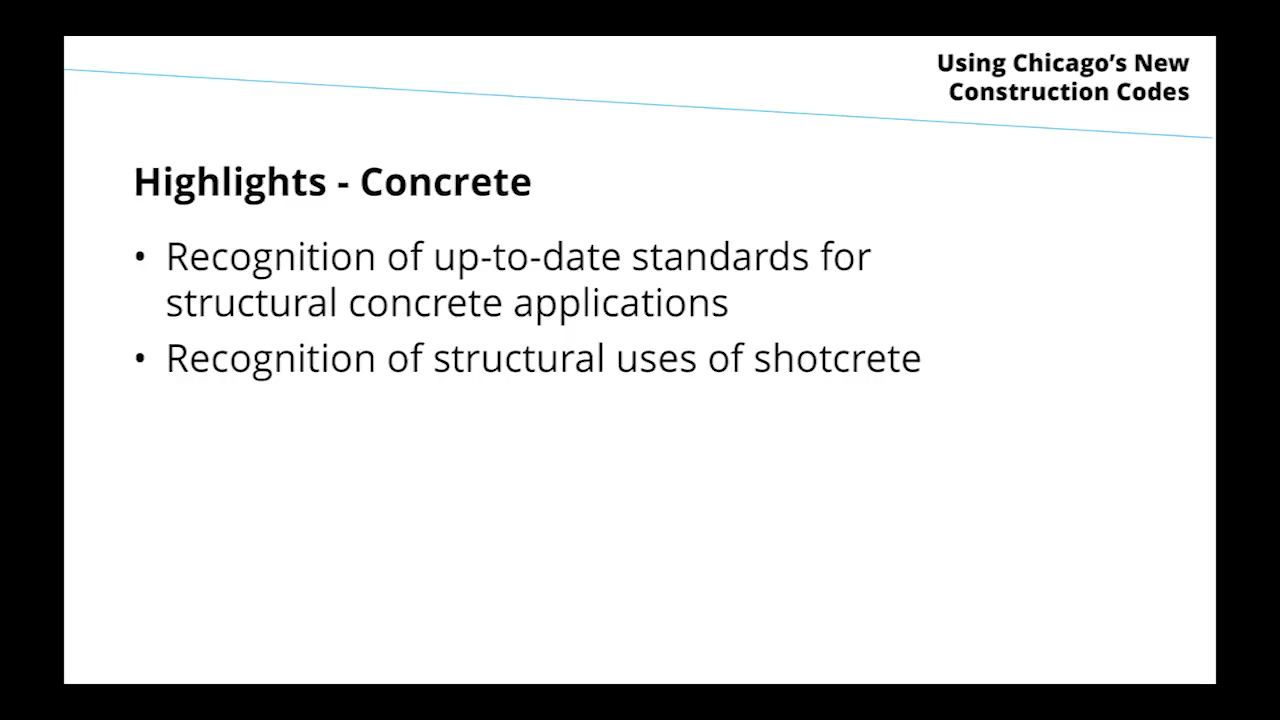 Using Chicago’s New
Construction Codes
Highlights - Concrete
• Recognition of up-to-date standards for
structural concrete applications
• Recognition of structural uses of shotcrete